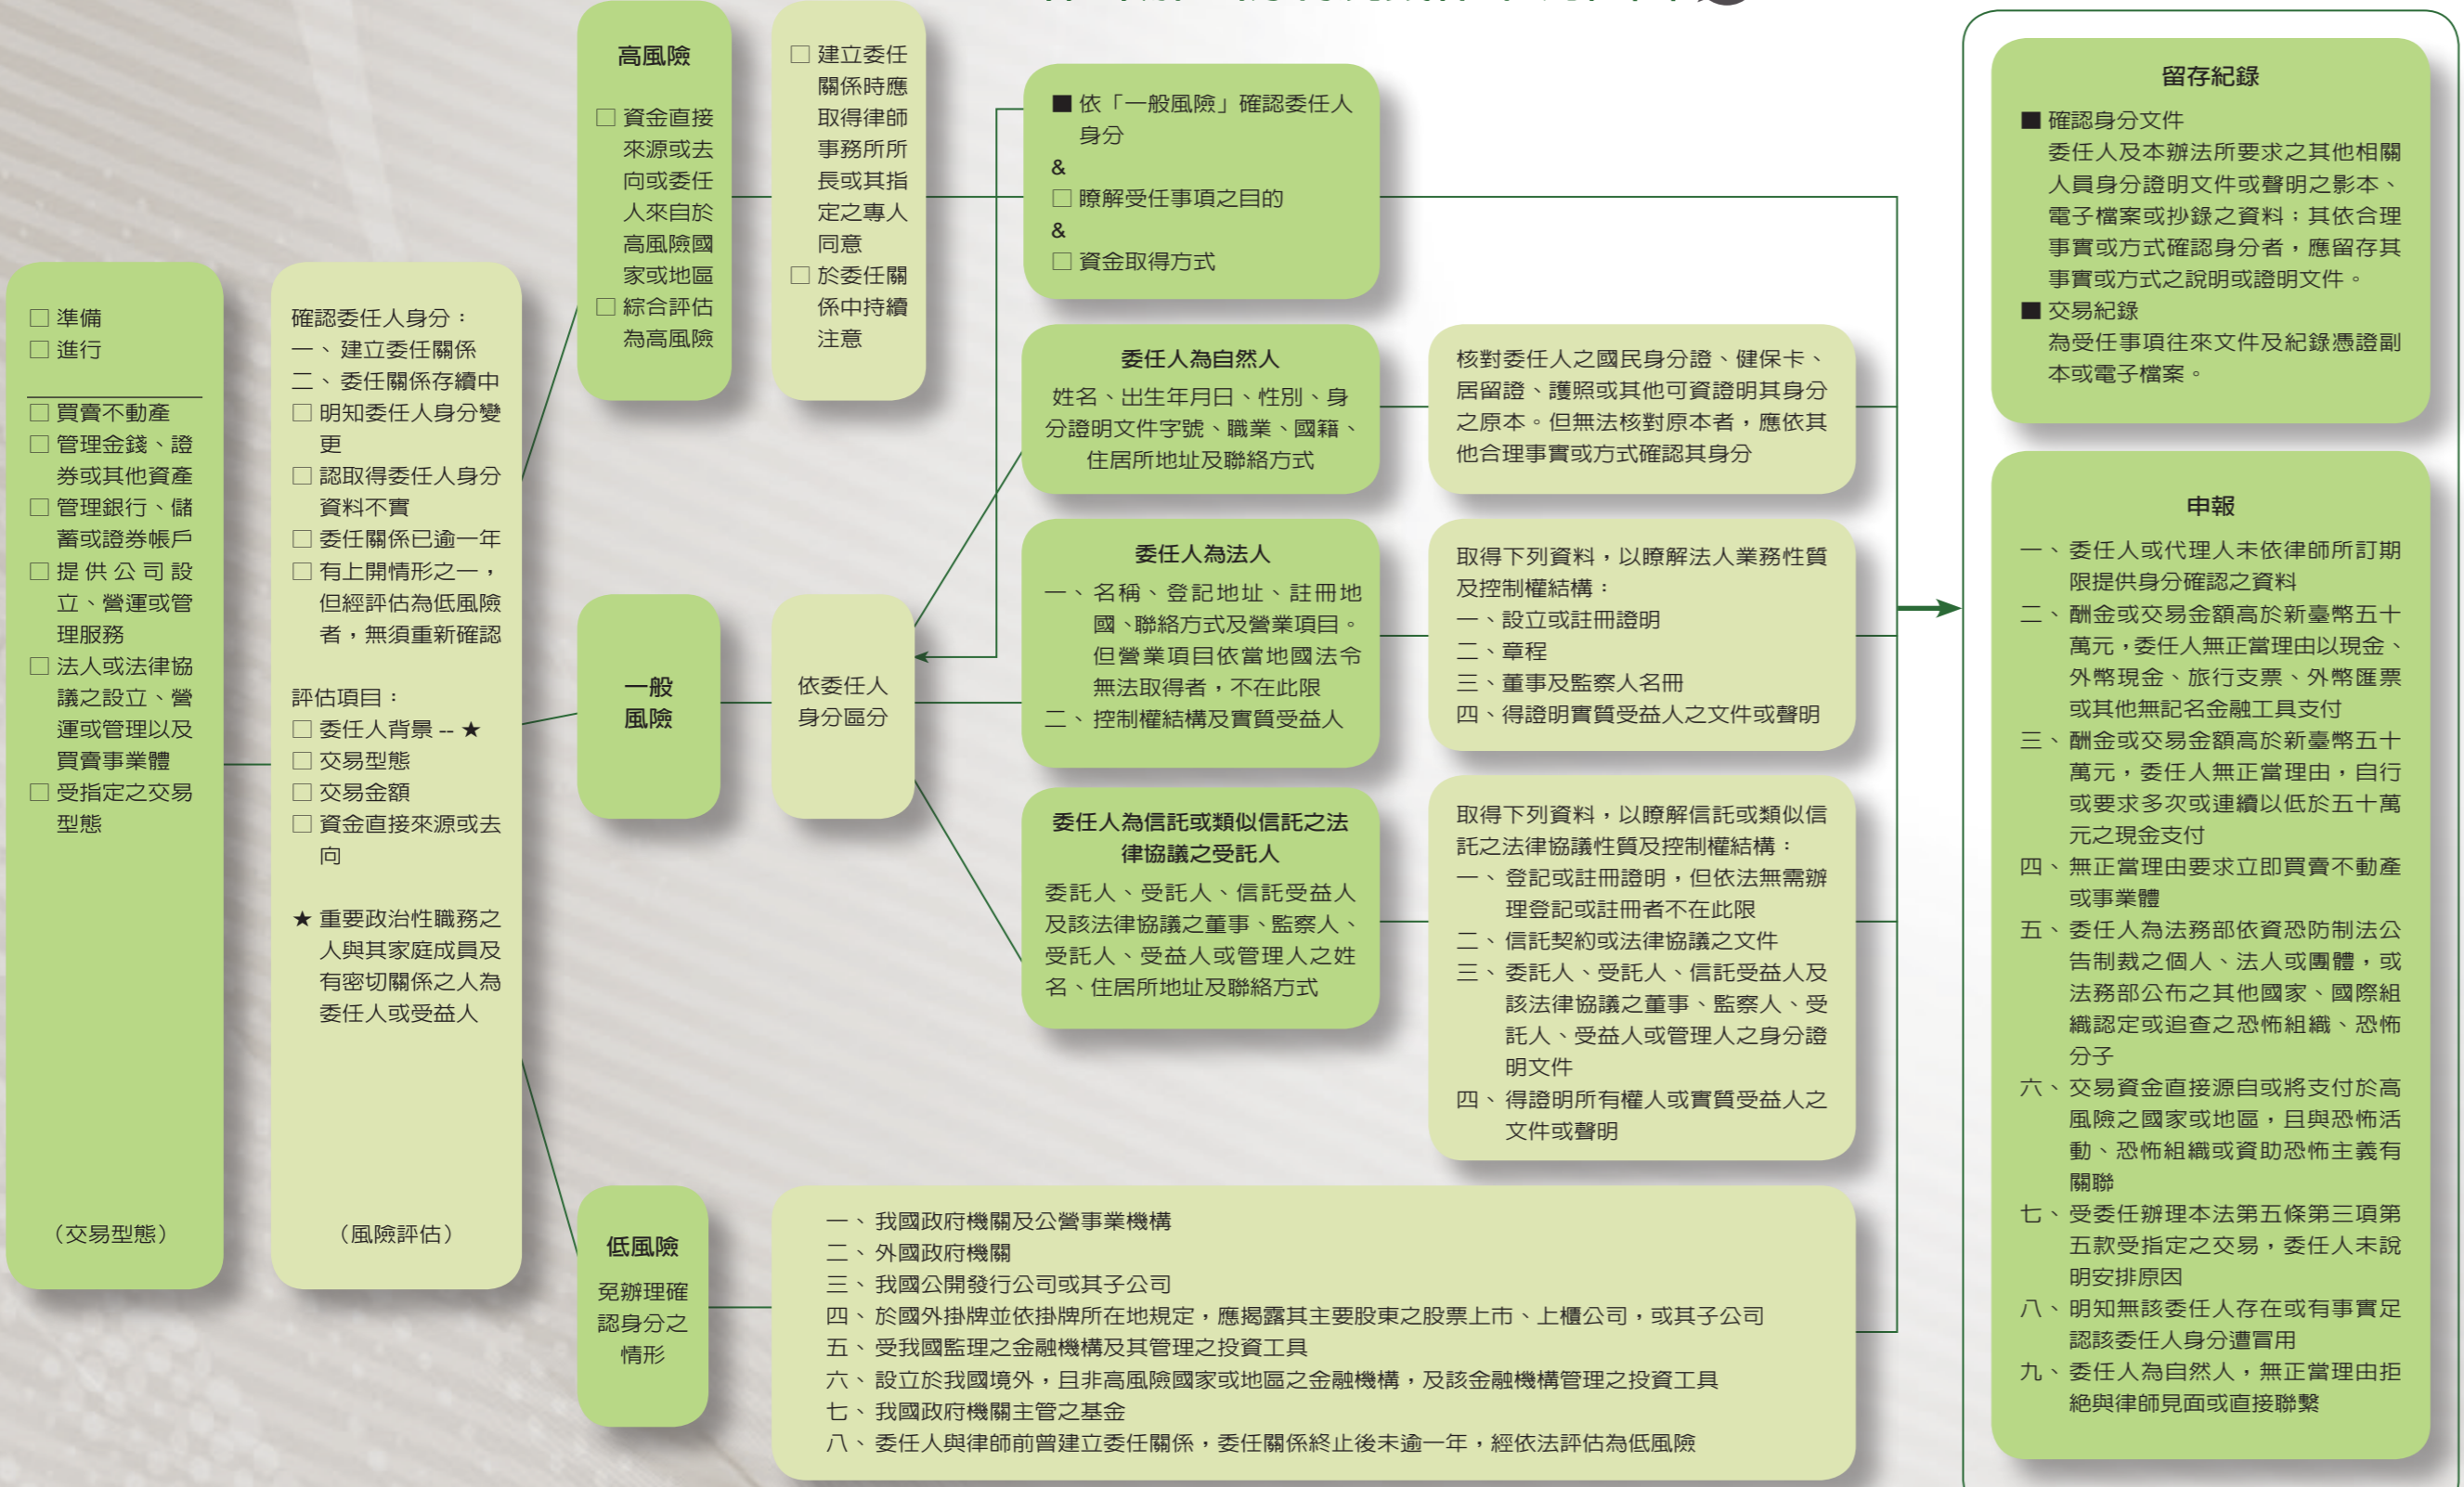 □ 準備
□ 進行
□ 買賣不動產
□ 管理金錢、證
券或其他資產
□ 管理銀行、儲
蓄或證券帳戶
□ 提供公司設
立、營運或管
理服務
□ 法人或法律協
議之設立、營
運或管理以及
買賣事業體
□ 受指定之交易
型態
（交易型態）
確認委任人身分：
一、 建立委任關係
二、 委任關係存續中
□ 明知委任人身分變
更
□ 認取得委任人身分
資料不實
□ 委任關係已逾一年
□ 有上開情形之一，
但經評估為低風險
者，無須重新確認
評估項目：
□ 委任人背景 -- ★
□ 交易型態
□ 交易金額
□ 資金直接來源或去
向
★ 重要政治性職務之
人與其家庭成員及
有密切關係之人為
委任人或受益人
（風險評估）
高風險
□ 資金直接
來源或去
向或委任
人來自於
高風險國
家或地區
□ 綜合評估
為高風險
□ 建立委任
關係時應
取得律師
事務所所
長或其指
定之專人
同意
□ 於委任關
係中持續
注意
■ 依「一般風險」確認委任人
身分
&
□ 瞭解受任事項之目的
&
□ 資金取得方式
一般
風險
依委任人
身分區分
委任人為自然人
姓名、出生年月日、性別、身
分證明文件字號、職業、國籍、
住居所地址及聯絡方式
核對委任人之國民身分證、健保卡、
居留證、護照或其他可資證明其身分
之原本。但無法核對原本者，應依其
他合理事實或方式確認其身分
委任人為法人
一、 名稱、登記地址、註冊地
國、聯絡方式及營業項目。
但營業項目依當地國法令
無法取得者，不在此限
二、 控制權結構及實質受益人
取得下列資料，以瞭解法人業務性質
及控制權結構：
一、設立或註冊證明
二、章程
三、董事及監察人名冊
四、得證明實質受益人之文件或聲明
委任人為信託或類似信託之法
律協議之受託人
委託人、受託人、信託受益人
及該法律協議之董事、監察人、
受託人、受益人或管理人之姓
名、住居所地址及聯絡方式
取得下列資料，以瞭解信託或類似信
託之法律協議性質及控制權結構：
一、 登記或註冊證明，但依法無需辦
理登記或註冊者不在此限
二、 信託契約或法律協議之文件
三、 委託人、受託人、信託受益人及
該法律協議之董事、監察人、受
託人、受益人或管理人之身分證
明文件
四、 得證明所有權人或實質受益人之
文件或聲明
低風險
免辦理確
認身分之
情形
一、 我國政府機關及公營事業機構
二、 外國政府機關
三、 我國公開發行公司或其子公司
四、 於國外掛牌並依掛牌所在地規定，應揭露其主要股東之股票上市、上櫃公司，或其子公司
五、 受我國監理之金融機構及其管理之投資工具
六、 設立於我國境外，且非高風險國家或地區之金融機構，及該金融機構管理之投資工具
七、 我國政府機關主管之基金
八、 委任人與律師前曾建立委任關係，委任關係終止後未逾一年，經依法評估為低風險
留存紀錄
■ 確認身分文件
委任人及本辦法所要求之其他相關
人員身分證明文件或聲明之影本、
電子檔案或抄錄之資料；其依合理
事實或方式確認身分者，應留存其
事實或方式之說明或證明文件。
■ 交易紀錄
為受任事項往來文件及紀錄憑證副
本或電子檔案。
申報
一、 委任人或代理人未依律師所訂期
限提供身分確認之資料
二、 酬金或交易金額高於新臺幣五十
萬元，委任人無正當理由以現金、
外幣現金、旅行支票、外幣匯票
或其他無記名金融工具支付
三、 酬金或交易金額高於新臺幣五十
萬元，委任人無正當理由，自行
或要求多次或連續以低於五十萬
元之現金支付
四、 無正當理由要求立即買賣不動產
或事業體
五、 委任人為法務部依資恐防制法公
告制裁之個人、法人或團體，或
法務部公布之其他國家、國際組
織認定或追查之恐怖組織、恐怖
分子
六、 交易資金直接源自或將支付於高
風險之國家或地區，且與恐怖活
動、恐怖組織或資助恐怖主義有
關聯
七、 受委任辦理本法第五條第三項第
五款受指定之交易，委任人未說
明安排原因
八、 明知無該委任人存在或有事實足
認該委任人身分遭冒用
九、 委任人為自然人，無正當理由拒
絕與律師見面或直接聯繫